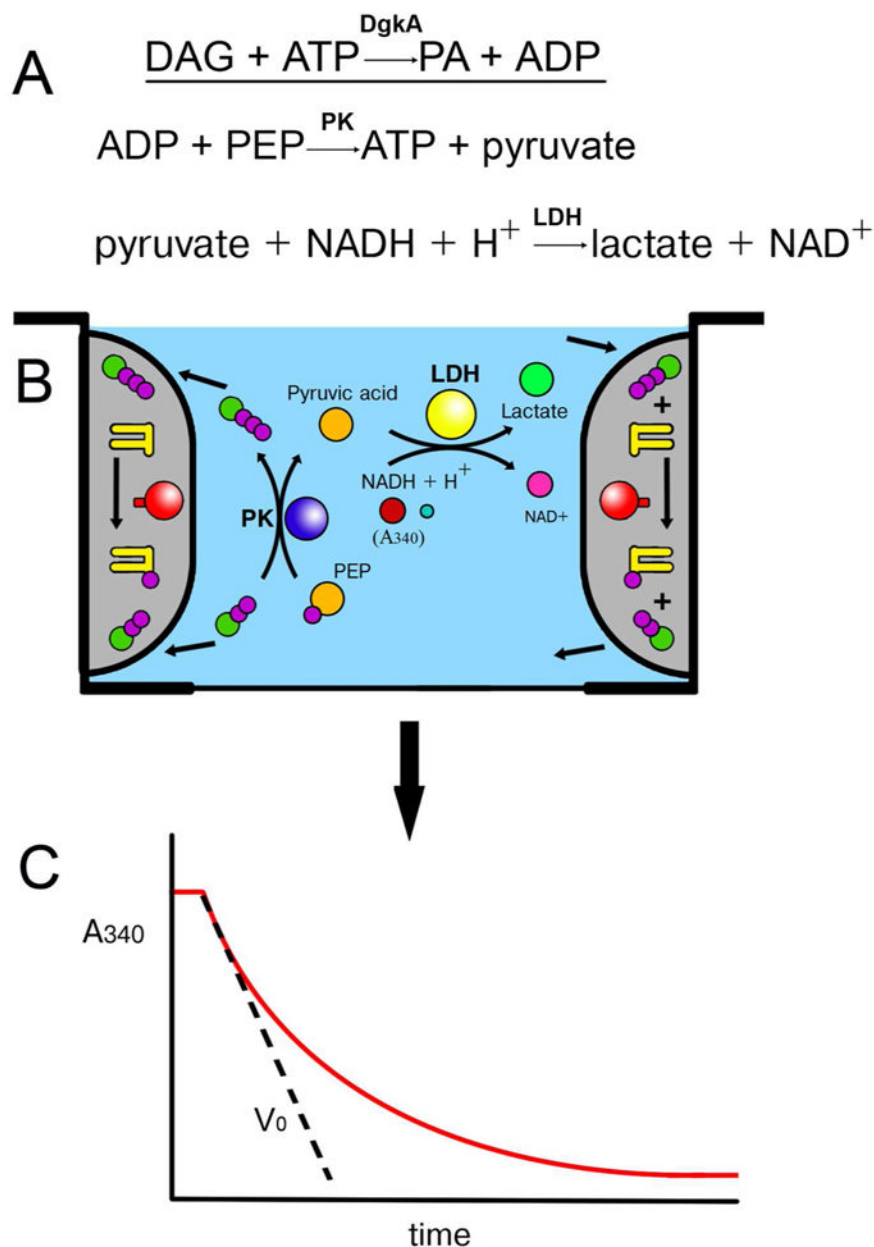 A
DgkA
DAG + ATP → PA + ADP
PK
ADP + PEP → ATP + pyruvate
LDH
pyruvate + NADH + H⁺ → lactate + NAD⁺
B
LDH
Pyruvic acid
Lactate
NADH + H⁺
(A340)
NAD+
PK
PEP
+
+
C
A340
V0
time